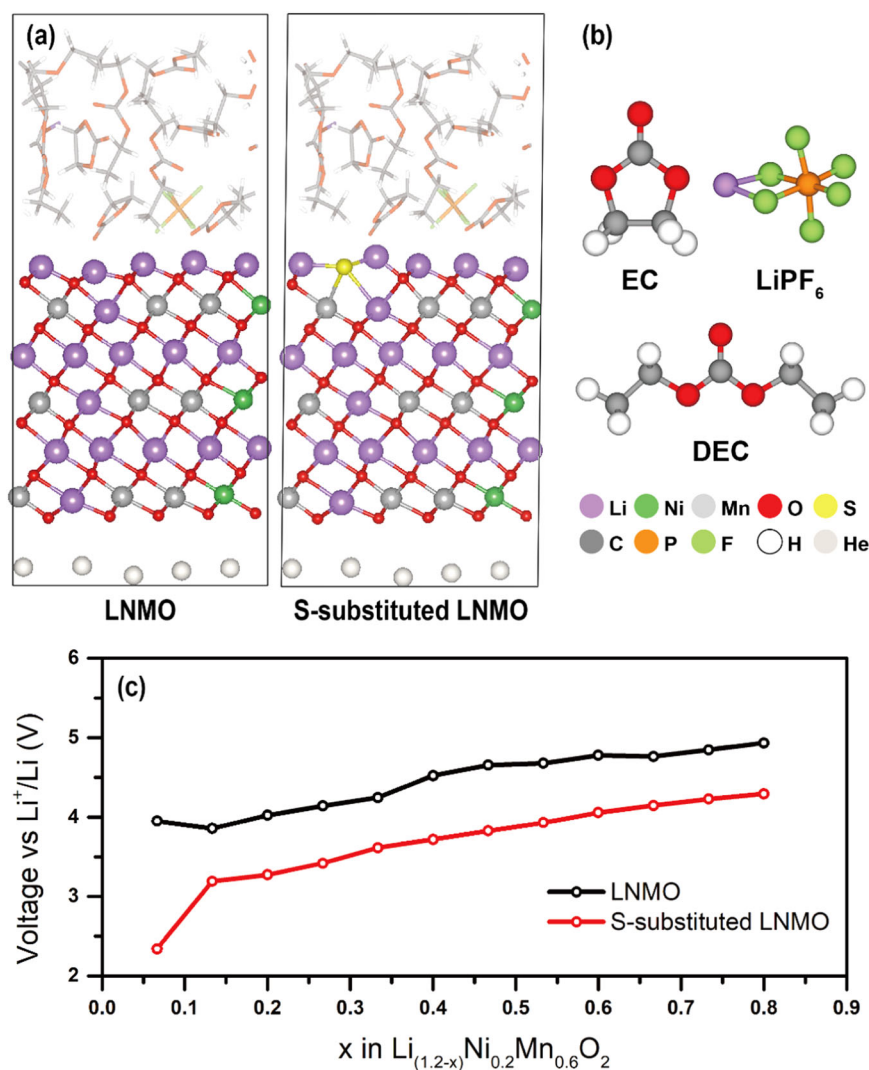 (a)
(b)
EC
LiPF₆
DEC
Li Ni Mn O S
C P F H He
LNMO
S-substituted LNMO
(c)
6
5
4
3
2
Voltage vs Li⁺/Li (V)
LNMO
S-substituted LNMO
0.0 0.1 0.2 0.3 0.4 0.5 0.6 0.7 0.8 0.9
x in Li₍₁.₂₋ₓ₎Ni₀.₂Mn₀.₆O₂